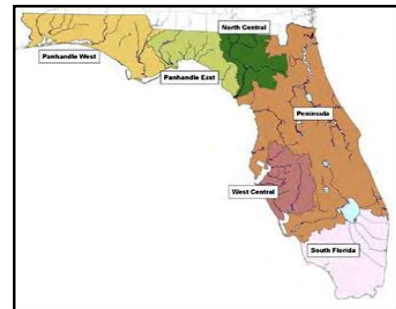 North Central
Panhandle West
Panhandle East
Peninsula
West Central
South Florida